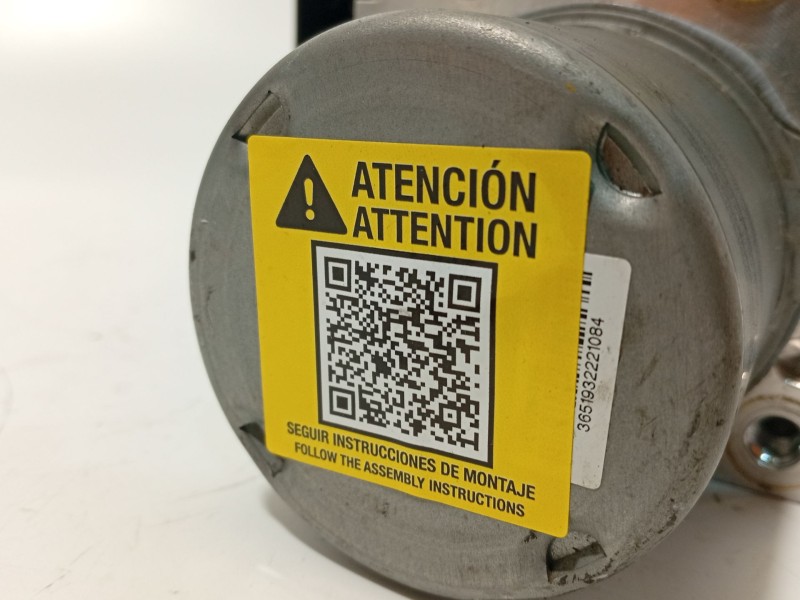 ATENCIÓN
ATTENTION
SEGUIR INSTRUCCIONES DE MONTAJE
FOLLOW THE ASSEMBLY INSTRUCTIONS
3651932221084